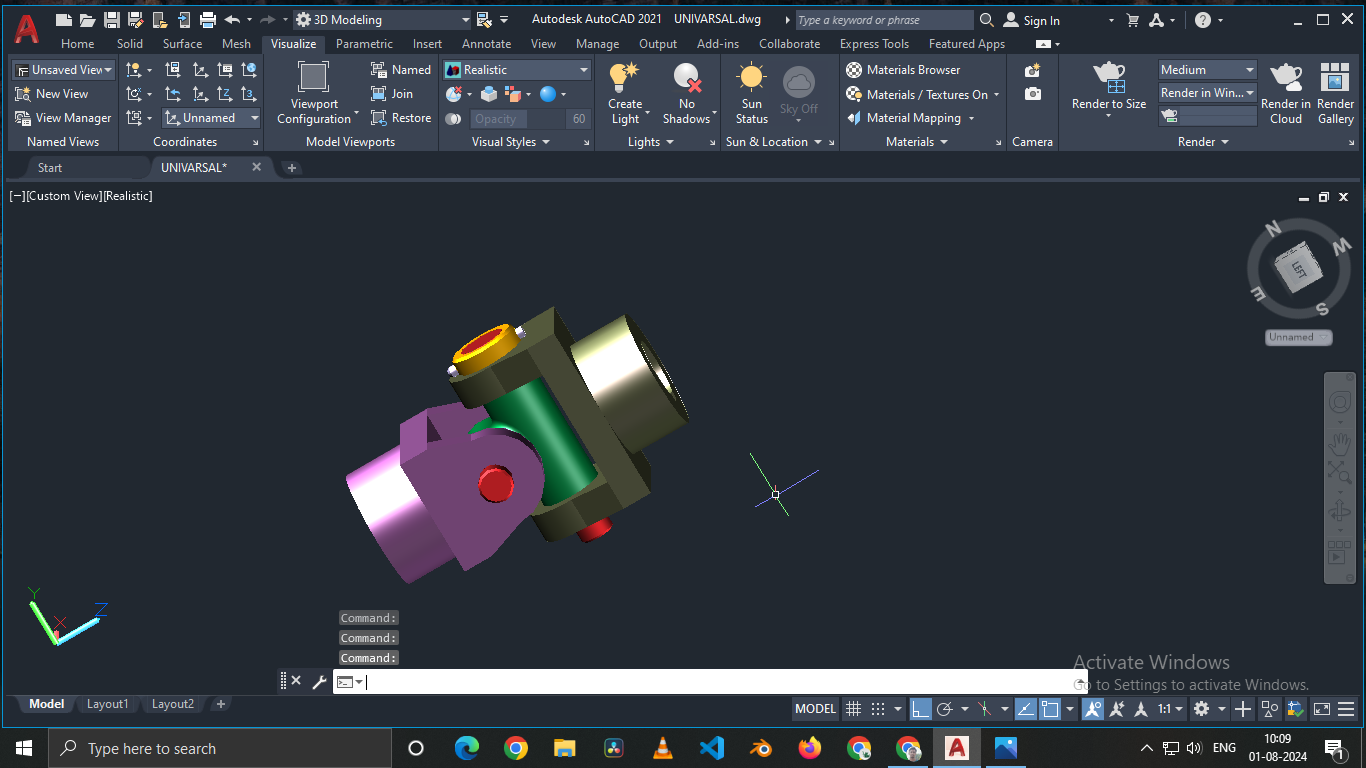 3D Modeling
Autodesk AutoCAD 2021 UNIVARSAL.dwg
Type a keyword or phrase
Sign In
Home Solid Surface Mesh Visualize Parametric Insert Annotate View Manage Output Add-ins Collaborate Express Tools Featured Apps
Unsaved View
New View
View Manager
Named Views
Unnamed
Coordinates
Viewport
Configuration
Named
Join
Restore
Model Viewports
Realistic
Opacity 60
Visual Styles
Create
Light
No
Shadows
Lights
Sun
Status
Sky Off
Sun & Location
Materials Browser
Materials / Textures On
Material Mapping
Materials
Camera
Render to Size
Medium
Render in Win...
Render in
Cloud
Render
Gallery
Render
Start
UNIVARSAL*
[−][Custom View][Realistic]
N
W
LEFT
E
S
Unnamed
Y
X
Z
Command:
Command:
Command:
Activate Windows
Go to Settings to activate Windows.
Model Layout1 Layout2
MODEL
1:1
Type here to search
ENG
10:09
01-08-2024
1